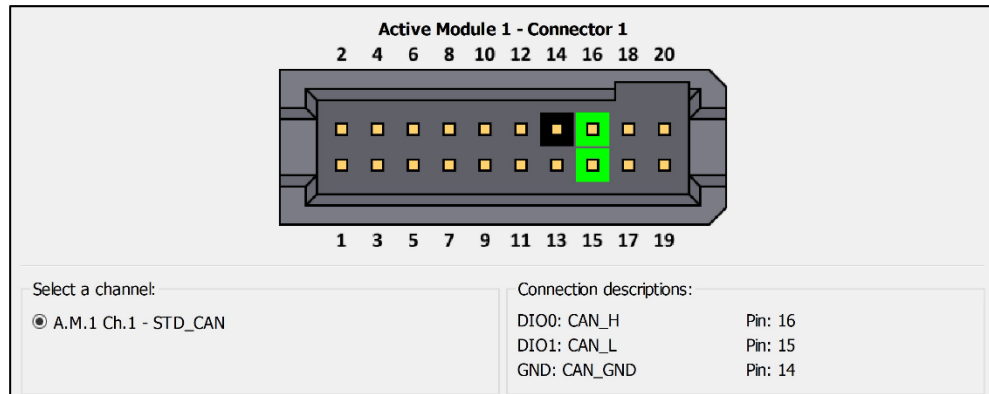 Active Module 1 - Connector 1
2 4 6 8 10 12 14 16 18 20
1 3 5 7 9 11 13 15 17 19
Select a channel:
A.M.1 Ch.1 - STD_CAN
Connection descriptions:
DIO0: CAN_H Pin: 16
DIO1: CAN_L Pin: 15
GND: CAN_GND Pin: 14